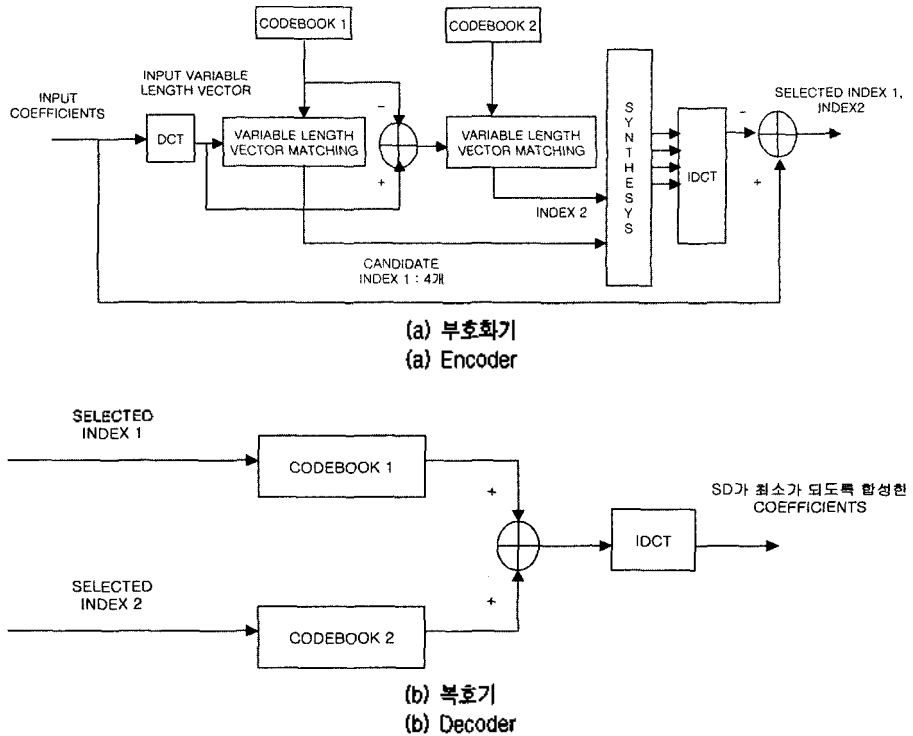 CODEBOOK 1
CODEBOOK 2
INPUT VARIABLE
LENGTH VECTOR
INPUT
COEFFICIENTS
DCT
VARIABLE LENGTH
VECTOR MATCHING
-
+
VARIABLE LENGTH
VECTOR MATCHING
INDEX 2
CANDIDATE
INDEX 1 : 4개
S
Y
N
T
H
E
S
Y
S
IDCT
-
+
SELECTED INDEX 1,
INDEX2
(a) 부호화기
(a) Encoder
SELECTED
INDEX 1
CODEBOOK 1
+
SELECTED
INDEX 2
CODEBOOK 2
+
IDCT
SD가 최소가 되도록 합성한
COEFFICIENTS
(b) 복호기
(b) Decoder